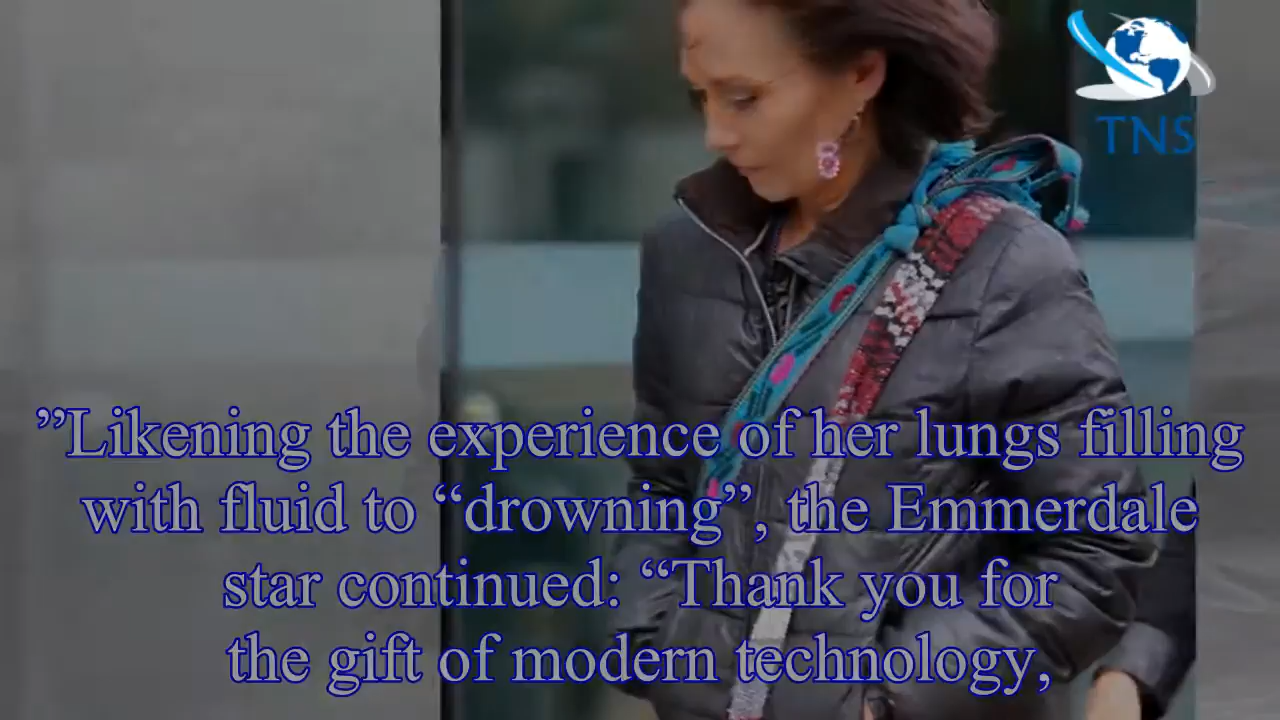 TNS
”Likening the experience of her lungs filling
with fluid to “drowning”, the Emmerdale
star continued: “Thank you for
the gift of modern technology,